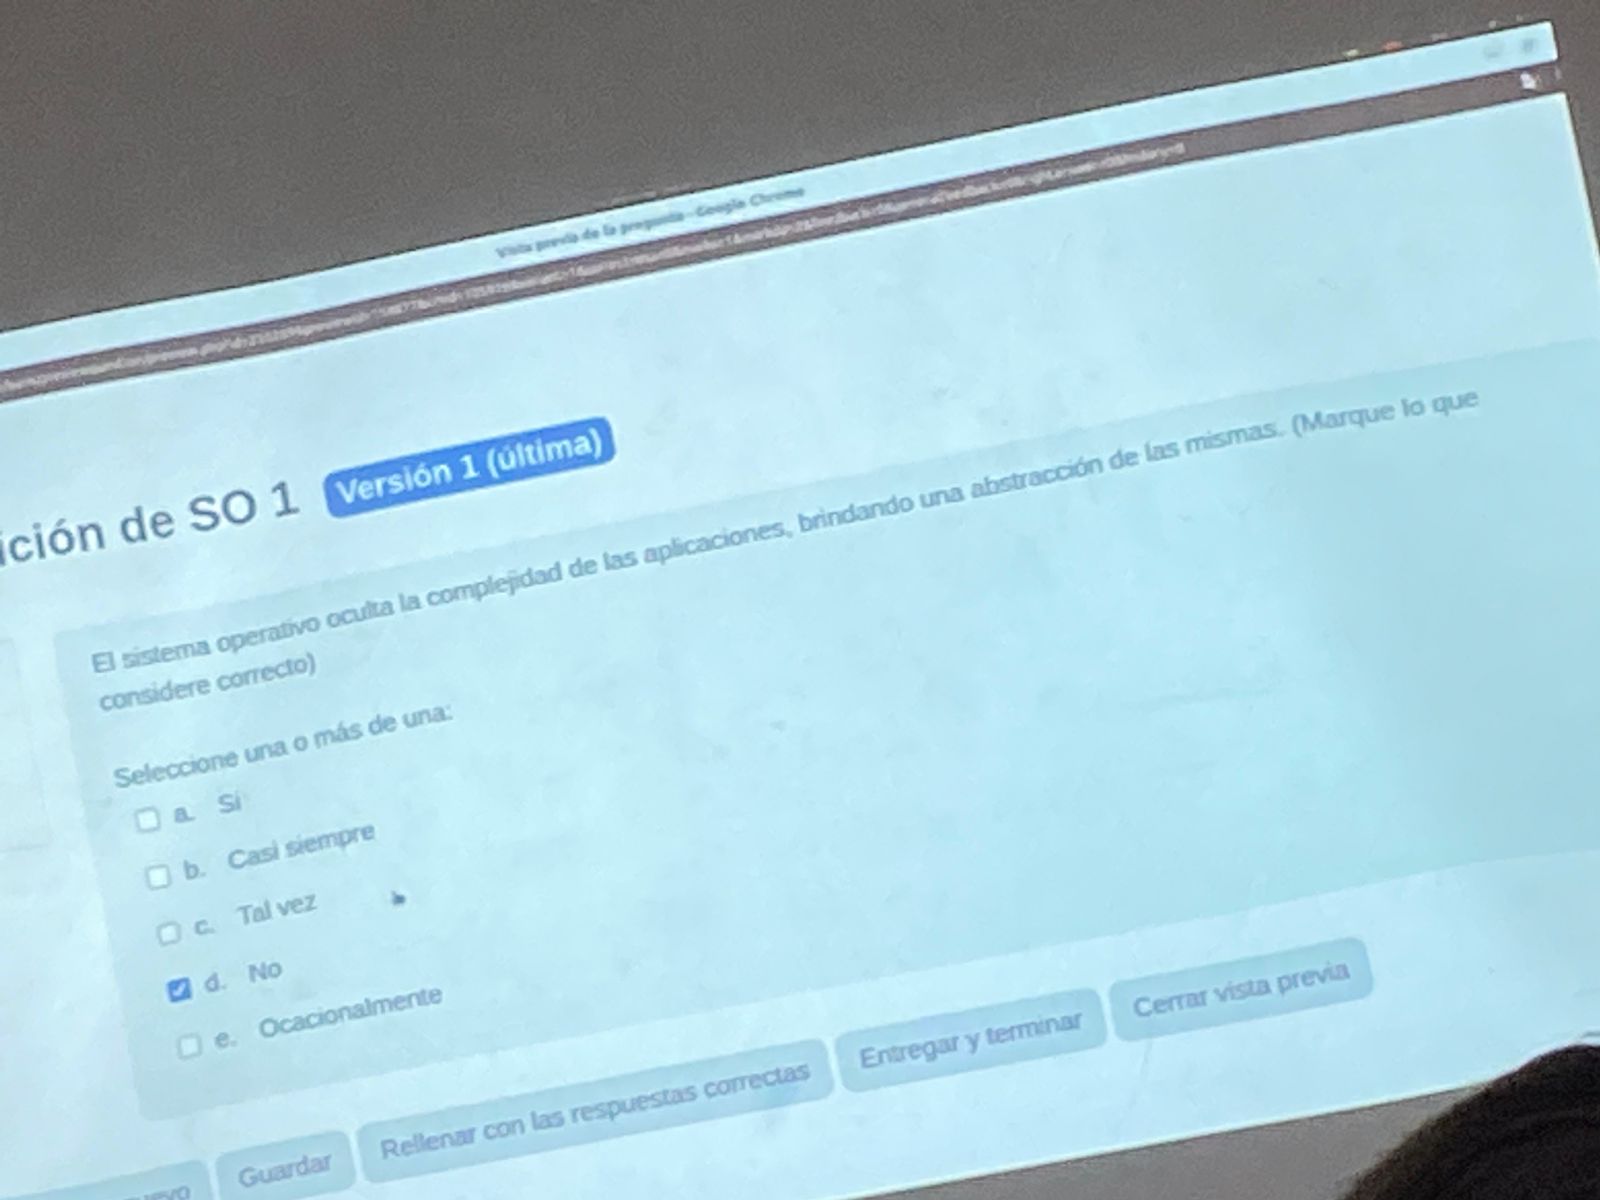 Vista previa de la pregunta - Google Chrome
ición de SO 1 Versión 1 (última)
El sistema operativo oculta la complejidad de las aplicaciones, brindando una abstracción de las mismas. (Marque lo que
considere correcto)
Seleccione una o más de una:
a. Si
b. Casi siempre
c. Tal vez
d. No
e. Ocacionalmente
Guardar
Rellenar con las respuestas correctas
Entregar y terminar
Cerrar vista previa